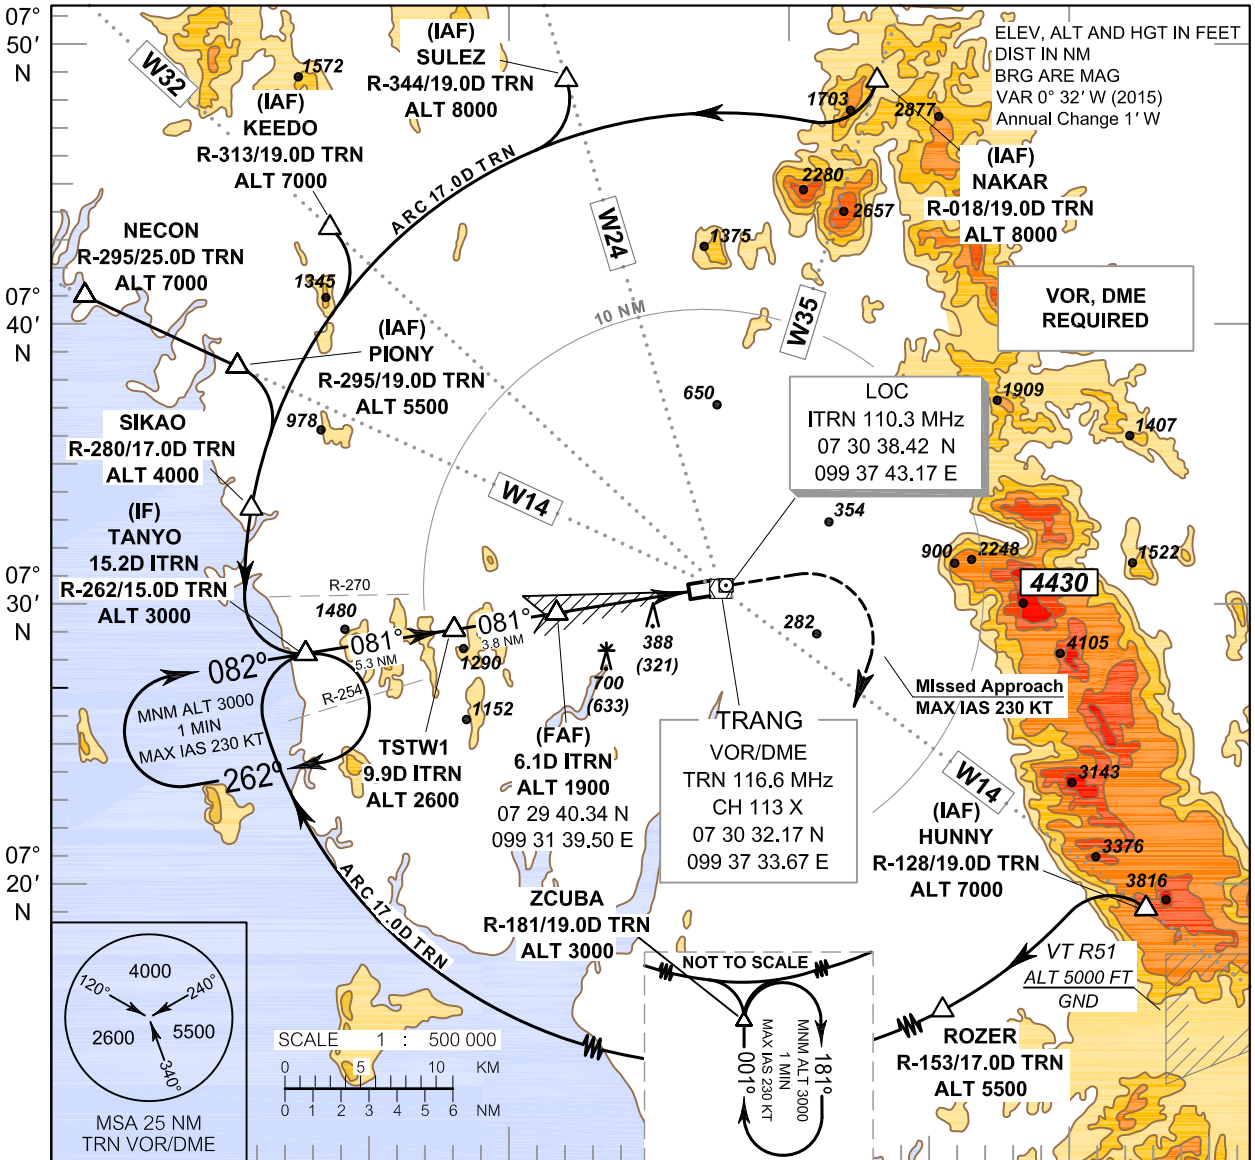 07°
50′
N
W32
1572
(IAF)
KEEDO
R-313/19.0D TRN
ALT 7000
(IAF)
SULEZ
R-344/19.0D TRN
ALT 8000
1703
2877
ELEV, ALT AND HGT IN FEET
DIST IN NM
BRG ARE MAG
VAR 0° 32′ W (2015)
Annual Change 1′ W
(IAF)
NAKAR
R-018/19.0D TRN
ALT 8000
ARC 17.0D TRN
2280
2657
1375
W24
W35
NECON
R-295/25.0D TRN
ALT 7000
1345
VOR, DME
REQUIRED
07°
40′
N
10 NM
(IAF)
PIONY
R-295/19.0D TRN
ALT 5500
650
1909
1407
LOC
ITRN 110.3 MHz
07 30 38.42 N
099 37 43.17 E
978
SIKAO
R-280/17.0D TRN
ALT 4000
W14
354
(IF)
TANYO
15.2D ITRN
R-262/15.0D TRN
ALT 3000
900
2248
1522
4430
07°
30′
N
R-270
1480
081°
5.3 NM
081°
3.8 NM
1290
388
(321)
282
4105
082°
MNM ALT 3000
1 MIN
MAX IAS 230 KT
262°
R-254
1152
700
(633)
MIssed Approach
MAX IAS 230 KT
TSTW1
9.9D ITRN
ALT 2600
(FAF)
6.1D ITRN
ALT 1900
07 29 40.34 N
099 31 39.50 E
TRANG
VOR/DME
TRN 116.6 MHz
CH 113 X
07 30 32.17 N
099 37 33.67 E
W14
3143
(IAF)
HUNNY
R-128/19.0D TRN
ALT 7000
3376
3816
07°
20′
N
ARC 17.0D TRN
ZCUBA
R-181/19.0D TRN
ALT 3000
NOT TO SCALE
001°
MAX IAS 230 KT
1 MIN
MNM ALT 3000
181°
VT R51
ALT 5000 FT
GND
ROZER
R-153/17.0D TRN
ALT 5500
4000
120°
240°
2600
5500
340°
MSA 25 NM
TRN VOR/DME
SCALE 1 : 500 000
0 5 10 KM
0 1 2 3 4 5 6 NM